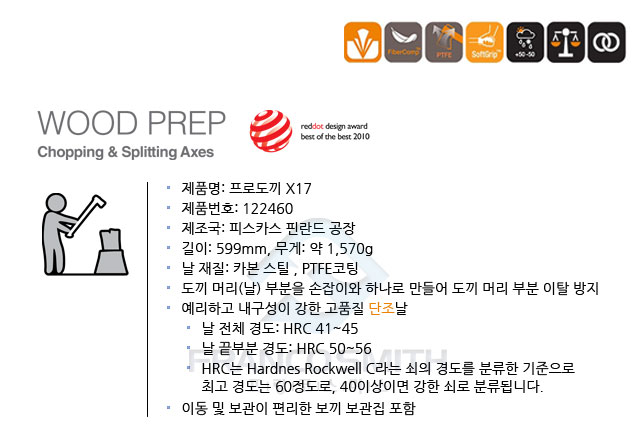 FiberComp
PTFE
SoftGrip
+50 -50
WOOD PREP
Chopping & Splitting Axes
reddot design award
best of the best 2010
제품명: 프로도끼 X17
제품번호: 122460
제조국: 피스카스 핀란드 공장
길이: 599mm, 무게: 약 1,570g
날 재질: 카본 스틸 , PTFE코팅
도끼 머리(날) 부분을 손잡이와 하나로 만들어 도끼 머리 부분 이탈 방지
예리하고 내구성이 강한 고품질 단조날
날 전체 경도: HRC 41~45
날 끝부분 경도: HRC 50~56
HRC는 Hardnes Rockwell C라는 쇠의 경도를 분류한 기준으로
최고 경도는 60정도로, 40이상이면 강한 쇠로 분류됩니다.
이동 및 보관이 편리한 보끼 보관집 포함